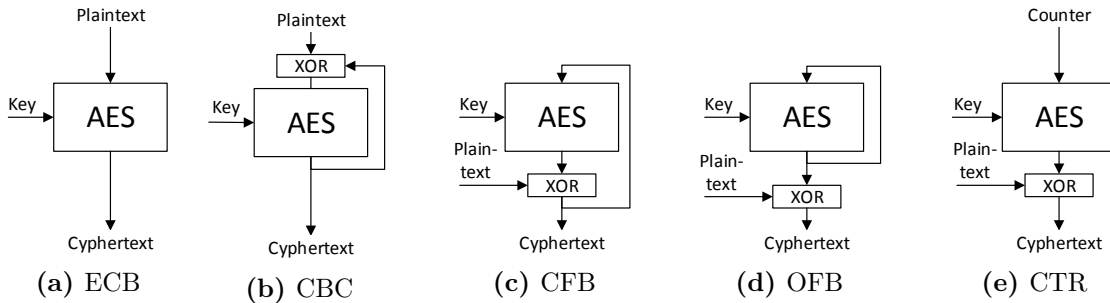 Plaintext
Key
AES
Cyphertext
(a) ECB
Plaintext
XOR
Key
AES
Cyphertext
(b) CBC
Key
AES
Plain-
text
XOR
Cyphertext
(c) CFB
Key
AES
Plain-
text
XOR
Cyphertext
(d) OFB
Counter
Key
AES
Plain-
text
XOR
Cyphertext
(e) CTR